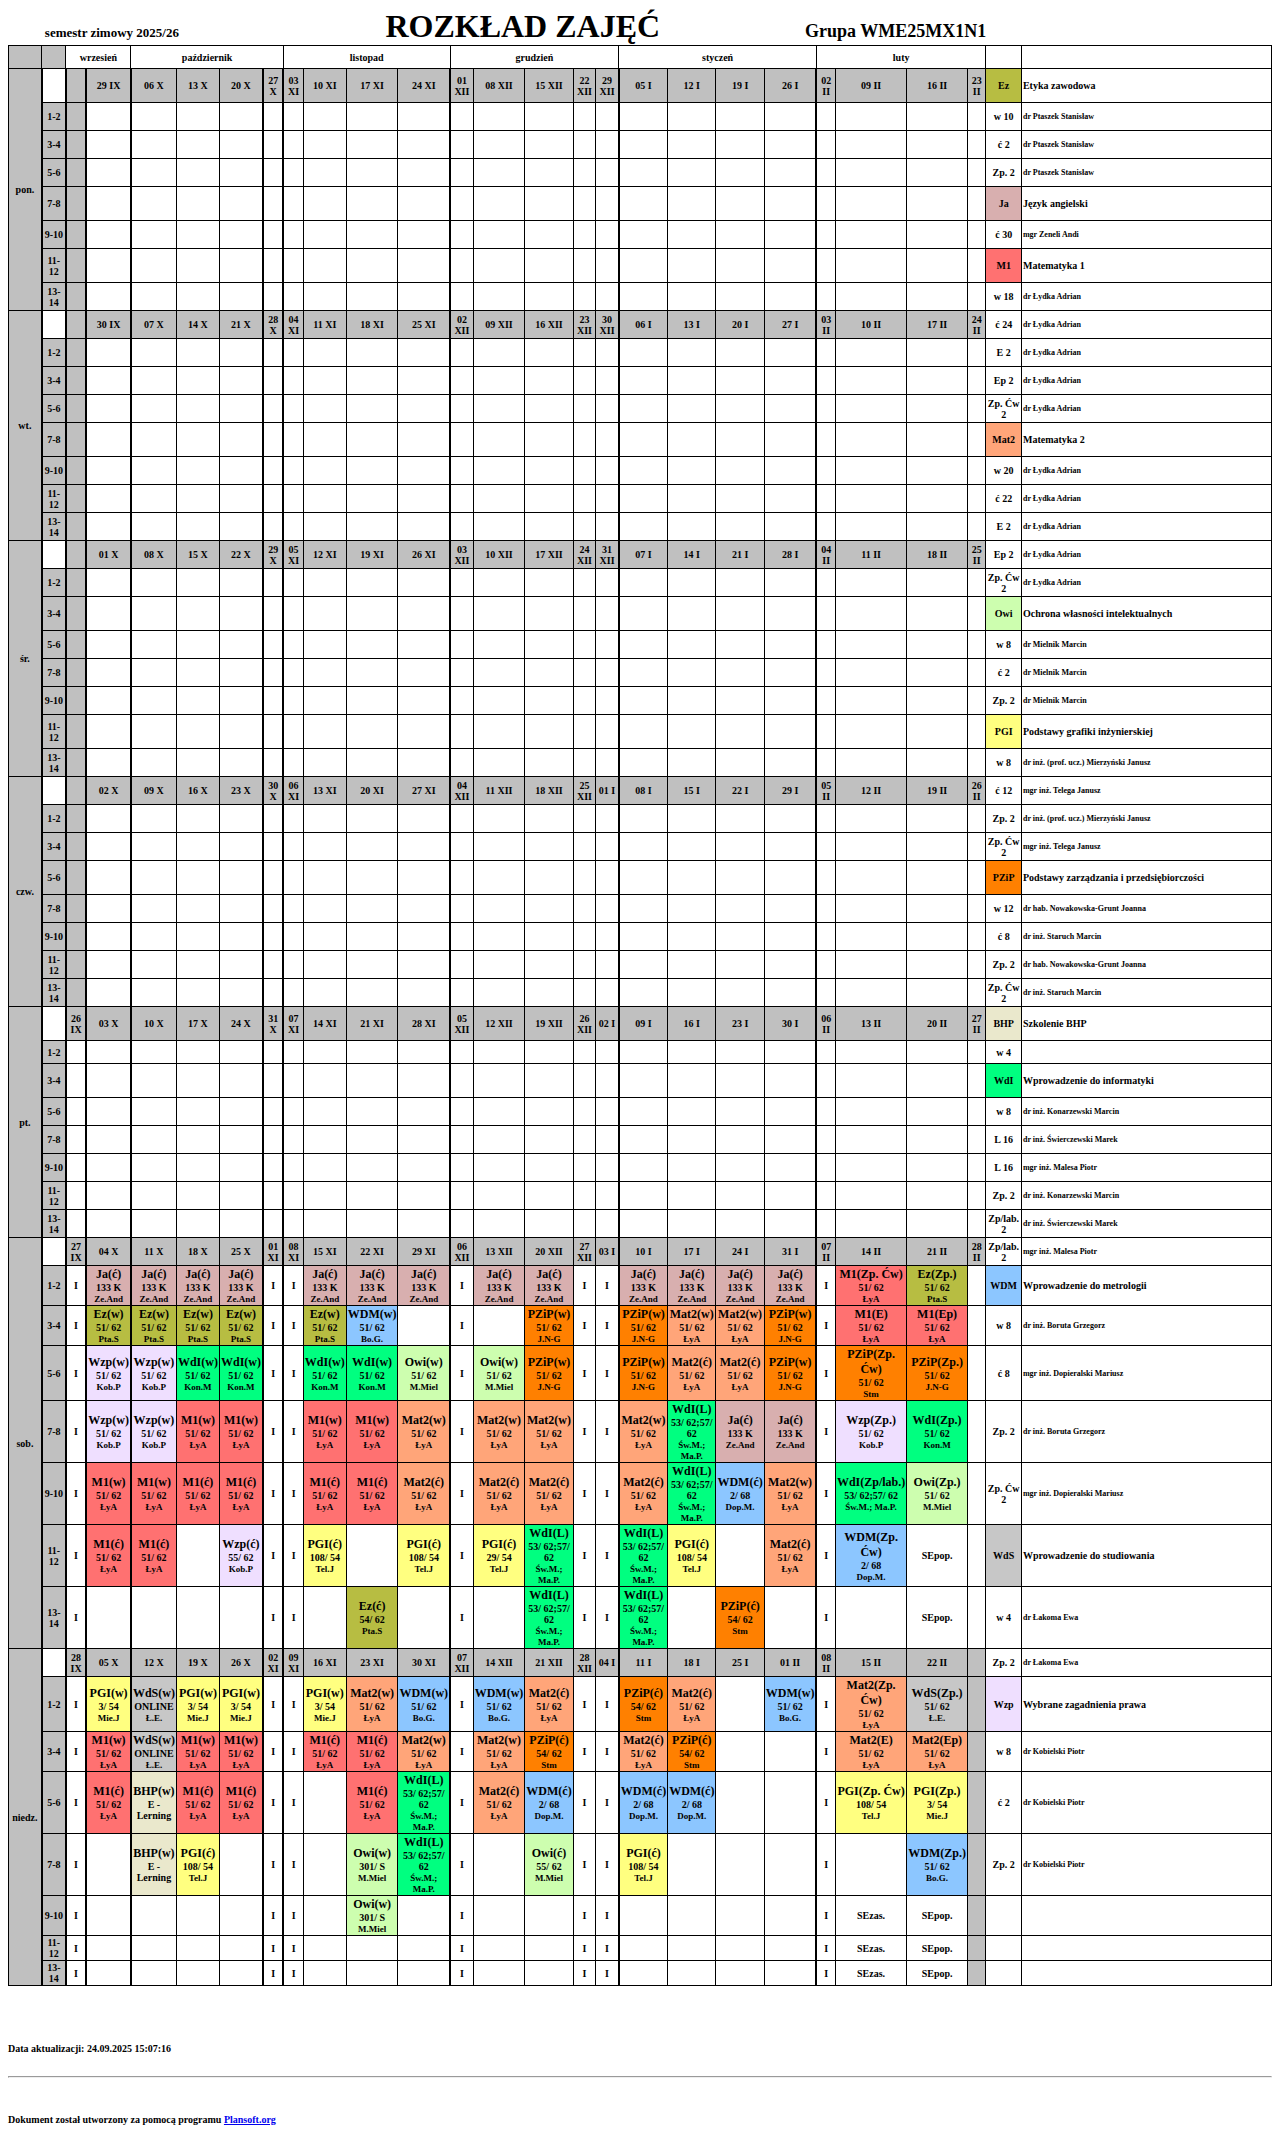 semestr zimowy 2025/26 ROZKŁAD ZAJĘĆ Grupa WME25MX1N1
wrzesień październik listopad grudzień styczeń luty
pon. 29 IX 06 X 13 X 20 X 27 X 03 XI 10 XI 17 XI 24 XI 01 XII 08 XII 15 XII 22 XII 29 XII 05 I 12 I 19 I 26 I 02 II 09 II 16 II 23 II Ez Etyka zawodowa
1-2 w 10 dr Ptaszek Stanisław
3-4 ć 2 dr Ptaszek Stanisław
5-6 Zp. 2 dr Ptaszek Stanisław
7-8 Ja Język angielski
9-10 ć 30 mgr Zeneli Andi
11-12 M1 Matematyka 1
13-14 w 18 dr Łydka Adrian
wt. 30 IX 07 X 14 X 21 X 28 X 04 XI 11 XI 18 XI 25 XI 02 XII 09 XII 16 XII 23 XII 30 XII 06 I 13 I 20 I 27 I 03 II 10 II 17 II 24 II ć 24 dr Łydka Adrian
1-2 E 2 dr Łydka Adrian
3-4 Ep 2 dr Łydka Adrian
5-6 Zp. Ćw 2 dr Łydka Adrian
7-8 Mat2 Matematyka 2
9-10 w 20 dr Łydka Adrian
11-12 ć 22 dr Łydka Adrian
13-14 E 2 dr Łydka Adrian
śr. 01 X 08 X 15 X 22 X 29 X 05 XI 12 XI 19 XI 26 XI 03 XII 10 XII 17 XII 24 XII 31 XII 07 I 14 I 21 I 28 I 04 II 11 II 18 II 25 II Ep 2 dr Łydka Adrian
1-2 Zp. Ćw 2 dr Łydka Adrian
3-4 Owi Ochrona własności intelektualnych
5-6 w 8 dr Mielnik Marcin
7-8 ć 2 dr Mielnik Marcin
9-10 Zp. 2 dr Mielnik Marcin
11-12 PGI Podstawy grafiki inżynierskiej
13-14 w 8 dr inż. (prof. ucz.) Mierzyński Janusz
czw. 02 X 09 X 16 X 23 X 30 X 06 XI 13 XI 20 XI 27 XI 04 XII 11 XII 18 XII 25 XII 01 I 08 I 15 I 22 I 29 I 05 II 12 II 19 II 26 II ć 12 mgr inż. Telega Janusz
1-2 Zp. 2 dr inż. (prof. ucz.) Mierzyński Janusz
3-4 Zp. Ćw 2 mgr inż. Telega Janusz
5-6 PZiP Podstawy zarządzania i przedsiębiorczości
7-8 w 12 dr hab. Nowakowska-Grunt Joanna
9-10 ć 8 dr inż. Staruch Marcin
11-12 Zp. 2 dr hab. Nowakowska-Grunt Joanna
13-14 Zp. Ćw 2 dr inż. Staruch Marcin
pt. 26 IX 03 X 10 X 17 X 24 X 31 X 07 XI 14 XI 21 XI 28 XI 05 XII 12 XII 19 XII 26 XII 02 I 09 I 16 I 23 I 30 I 06 II 13 II 20 II 27 II BHP Szkolenie BHP
1-2 w 4
3-4 WdI Wprowadzenie do informatyki
5-6 w 8 dr inż. Konarzewski Marcin
7-8 L 16 dr inż. Świerczewski Marek
9-10 L 16 mgr inż. Malesa Piotr
11-12 Zp. 2 dr inż. Konarzewski Marcin
13-14 Zp/lab. 2 dr inż. Świerczewski Marek
sob. 27 IX 04 X 11 X 18 X 25 X 01 XI 08 XI 15 XI 22 XI 29 XI 06 XII 13 XII 20 XII 27 XII 03 I 10 I 17 I 24 I 31 I 07 II 14 II 21 II 28 II Zp/lab. 2 mgr inż. Malesa Piotr
1-2 I Ja(ć) 133 K Ze.And Ja(ć) 133 K Ze.And Ja(ć) 133 K Ze.And Ja(ć) 133 K Ze.And I I Ja(ć) 133 K Ze.And Ja(ć) 133 K Ze.And Ja(ć) 133 K Ze.And I Ja(ć) 133 K Ze.And Ja(ć) 133 K Ze.And I I Ja(ć) 133 K Ze.And Ja(ć) 133 K Ze.And Ja(ć) 133 K Ze.And Ja(ć) 133 K Ze.And I M1(Zp. Ćw) 51/ 62 ŁyA Ez(Zp.) 51/ 62 Pta.S WDM Wprowadzenie do metrologii
3-4 I Ez(w) 51/ 62 Pta.S Ez(w) 51/ 62 Pta.S Ez(w) 51/ 62 Pta.S Ez(w) 51/ 62 Pta.S I I Ez(w) 51/ 62 Pta.S WDM(w) 51/ 62 Bo.G. I PZiP(w) 51/ 62 J.N-G I I PZiP(w) 51/ 62 J.N-G Mat2(w) 51/ 62 ŁyA Mat2(w) 51/ 62 ŁyA PZiP(w) 51/ 62 J.N-G I M1(E) 51/ 62 ŁyA M1(Ep) 51/ 62 ŁyA w 8 dr inż. Boruta Grzegorz
5-6 I Wzp(w) 51/ 62 Kob.P Wzp(w) 51/ 62 Kob.P WdI(w) 51/ 62 Kon.M WdI(w) 51/ 62 Kon.M I I WdI(w) 51/ 62 Kon.M WdI(w) 51/ 62 Kon.M Owi(w) 51/ 62 M.Miel I Owi(w) 51/ 62 M.Miel PZiP(w) 51/ 62 J.N-G I I PZiP(w) 51/ 62 J.N-G Mat2(ć) 51/ 62 ŁyA Mat2(ć) 51/ 62 ŁyA PZiP(w) 51/ 62 J.N-G I PZiP(Zp. Ćw) 51/ 62 Stm PZiP(Zp.) 51/ 62 J.N-G ć 8 mgr inż. Dopieralski Mariusz
7-8 I Wzp(w) 51/ 62 Kob.P Wzp(w) 51/ 62 Kob.P M1(w) 51/ 62 ŁyA M1(w) 51/ 62 ŁyA I I M1(w) 51/ 62 ŁyA M1(w) 51/ 62 ŁyA Mat2(w) 51/ 62 ŁyA I Mat2(w) 51/ 62 ŁyA Mat2(w) 51/ 62 ŁyA I I Mat2(w) 51/ 62 ŁyA WdI(L) 53/ 62;57/ 62 Św.M.; Ma.P. Ja(ć) 133 K Ze.And Ja(ć) 133 K Ze.And I Wzp(Zp.) 51/ 62 Kob.P WdI(Zp.) 51/ 62 Kon.M Zp. 2 dr inż. Boruta Grzegorz
9-10 I M1(w) 51/ 62 ŁyA M1(w) 51/ 62 ŁyA M1(ć) 51/ 62 ŁyA M1(ć) 51/ 62 ŁyA I I M1(ć) 51/ 62 ŁyA M1(ć) 51/ 62 ŁyA Mat2(ć) 51/ 62 ŁyA I Mat2(ć) 51/ 62 ŁyA Mat2(ć) 51/ 62 ŁyA I I Mat2(ć) 51/ 62 ŁyA WdI(L) 53/ 62;57/ 62 Św.M.; Ma.P. WDM(ć) 2/ 68 Dop.M. Mat2(w) 51/ 62 ŁyA I WdI(Zp/lab.) 53/ 62;57/ 62 Św.M.; Ma.P. Owi(Zp.) 51/ 62 M.Miel Zp. Ćw 2 mgr inż. Dopieralski Mariusz
11-12 I M1(ć) 51/ 62 ŁyA M1(ć) 51/ 62 ŁyA Wzp(ć) 55/ 62 Kob.P I I PGI(ć) 108/ 54 Tel.J PGI(ć) 108/ 54 Tel.J I PGI(ć) 29/ 54 Tel.J WdI(L) 53/ 62;57/ 62 Św.M.; Ma.P. I I WdI(L) 53/ 62;57/ 62 Św.M.; Ma.P. PGI(ć) 108/ 54 Tel.J Mat2(ć) 51/ 62 ŁyA I WDM(Zp. Ćw) 2/ 68 Dop.M. SEpop. WdS Wprowadzenie do studiowania
13-14 I I I Ez(ć) 54/ 62 Pta.S I WdI(L) 53/ 62;57/ 62 Św.M.; Ma.P. I I WdI(L) 53/ 62;57/ 62 Św.M.; Ma.P. PZiP(ć) 54/ 62 Stm I SEpop. w 4 dr Łakoma Ewa
niedz. 28 IX 05 X 12 X 19 X 26 X 02 XI 09 XI 16 XI 23 XI 30 XI 07 XII 14 XII 21 XII 28 XII 04 I 11 I 18 I 25 I 01 II 08 II 15 II 22 II Zp. 2 dr Łakoma Ewa
1-2 I PGI(w) 3/ 54 Mie.J WdS(w) ONLINE Ł.E. PGI(w) 3/ 54 Mie.J PGI(w) 3/ 54 Mie.J I I PGI(w) 3/ 54 Mie.J Mat2(w) 51/ 62 ŁyA WDM(w) 51/ 62 Bo.G. I WDM(w) 51/ 62 Bo.G. Mat2(ć) 51/ 62 ŁyA I I PZiP(ć) 54/ 62 Stm Mat2(ć) 51/ 62 ŁyA WDM(w) 51/ 62 Bo.G. I Mat2(Zp. Ćw) 51/ 62 ŁyA WdS(Zp.) 51/ 62 Ł.E. Wzp Wybrane zagadnienia prawa
3-4 I M1(w) 51/ 62 ŁyA WdS(w) ONLINE Ł.E. M1(w) 51/ 62 ŁyA M1(w) 51/ 62 ŁyA I I M1(ć) 51/ 62 ŁyA M1(ć) 51/ 62 ŁyA Mat2(w) 51/ 62 ŁyA I Mat2(w) 51/ 62 ŁyA PZiP(ć) 54/ 62 Stm I I Mat2(ć) 51/ 62 ŁyA PZiP(ć) 54/ 62 Stm I Mat2(E) 51/ 62 ŁyA Mat2(Ep) 51/ 62 ŁyA w 8 dr Kobielski Piotr
5-6 I M1(ć) 51/ 62 ŁyA BHP(w) E - Lerning M1(ć) 51/ 62 ŁyA M1(ć) 51/ 62 ŁyA I I M1(ć) 51/ 62 ŁyA WdI(L) 53/ 62;57/ 62 Św.M.; Ma.P. I Mat2(ć) 51/ 62 ŁyA WDM(ć) 2/ 68 Dop.M. I I WDM(ć) 2/ 68 Dop.M. WDM(ć) 2/ 68 Dop.M. I PGI(Zp. Ćw) 108/ 54 Tel.J PGI(Zp.) 3/ 54 Mie.J ć 2 dr Kobielski Piotr
7-8 I BHP(w) E - Lerning PGI(ć) 108/ 54 Tel.J I I Owi(w) 301/ S M.Miel WdI(L) 53/ 62;57/ 62 Św.M.; Ma.P. I Owi(ć) 55/ 62 M.Miel I I PGI(ć) 108/ 54 Tel.J I WDM(Zp.) 51/ 62 Bo.G. Zp. 2 dr Kobielski Piotr
9-10 I I I Owi(w) 301/ S M.Miel I I I I SEzas. SEpop.
11-12 I I I I I I I SEzas. SEpop.
13-14 I I I I I I I SEzas. SEpop.
Data aktualizacji: 24.09.2025 15:07:16
Dokument został utworzony za pomocą programu Plansoft.org